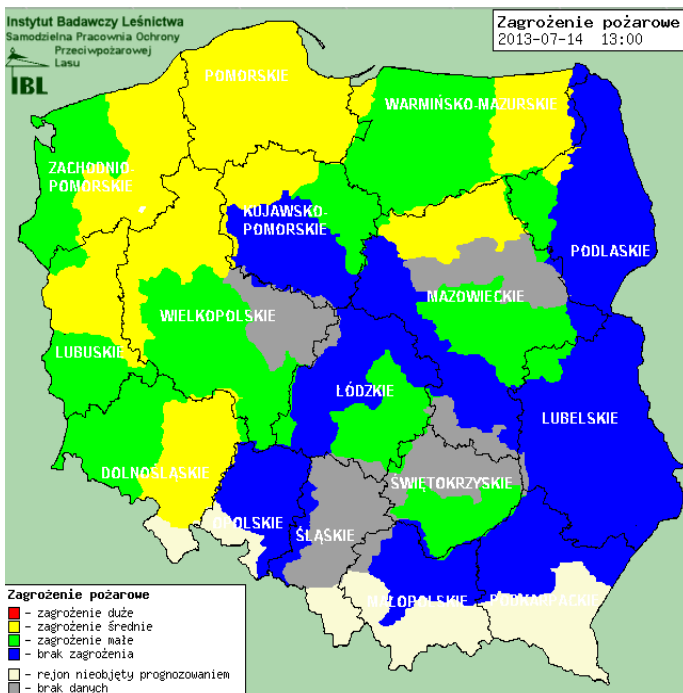 Instytut Badawczy Leśnictwa
Samodzielna Pracownia Ochrony
Przeciwpożarowej
Lasu
IBL
Zagrożenie pożarowe
2013-07-14 13:00
POMORSKIE
WARMIŃSKO-MAZURSKIE
ZACHODNIO-
POMORSKIE
KUJAWSKO-
POMORSKIE
PODLASKIE
MAZOWIECKIE
WIELKOPOLSKIE
LUBUSKIE
ŁÓDZKIE
LUBELSKIE
DOLNOŚLĄSKIE
ŚWIĘTOKRZYSKIE
OPOLSKIE
ŚLĄSKIE
MAŁOPOLSKIE
PODKARPACKIE
Zagrożenie pożarowe
- zagrożenie duże
- zagrożenie średnie
- zagrożenie małe
- brak zagrożenia
- rejon nieobjęty prognozowaniem
- brak danych